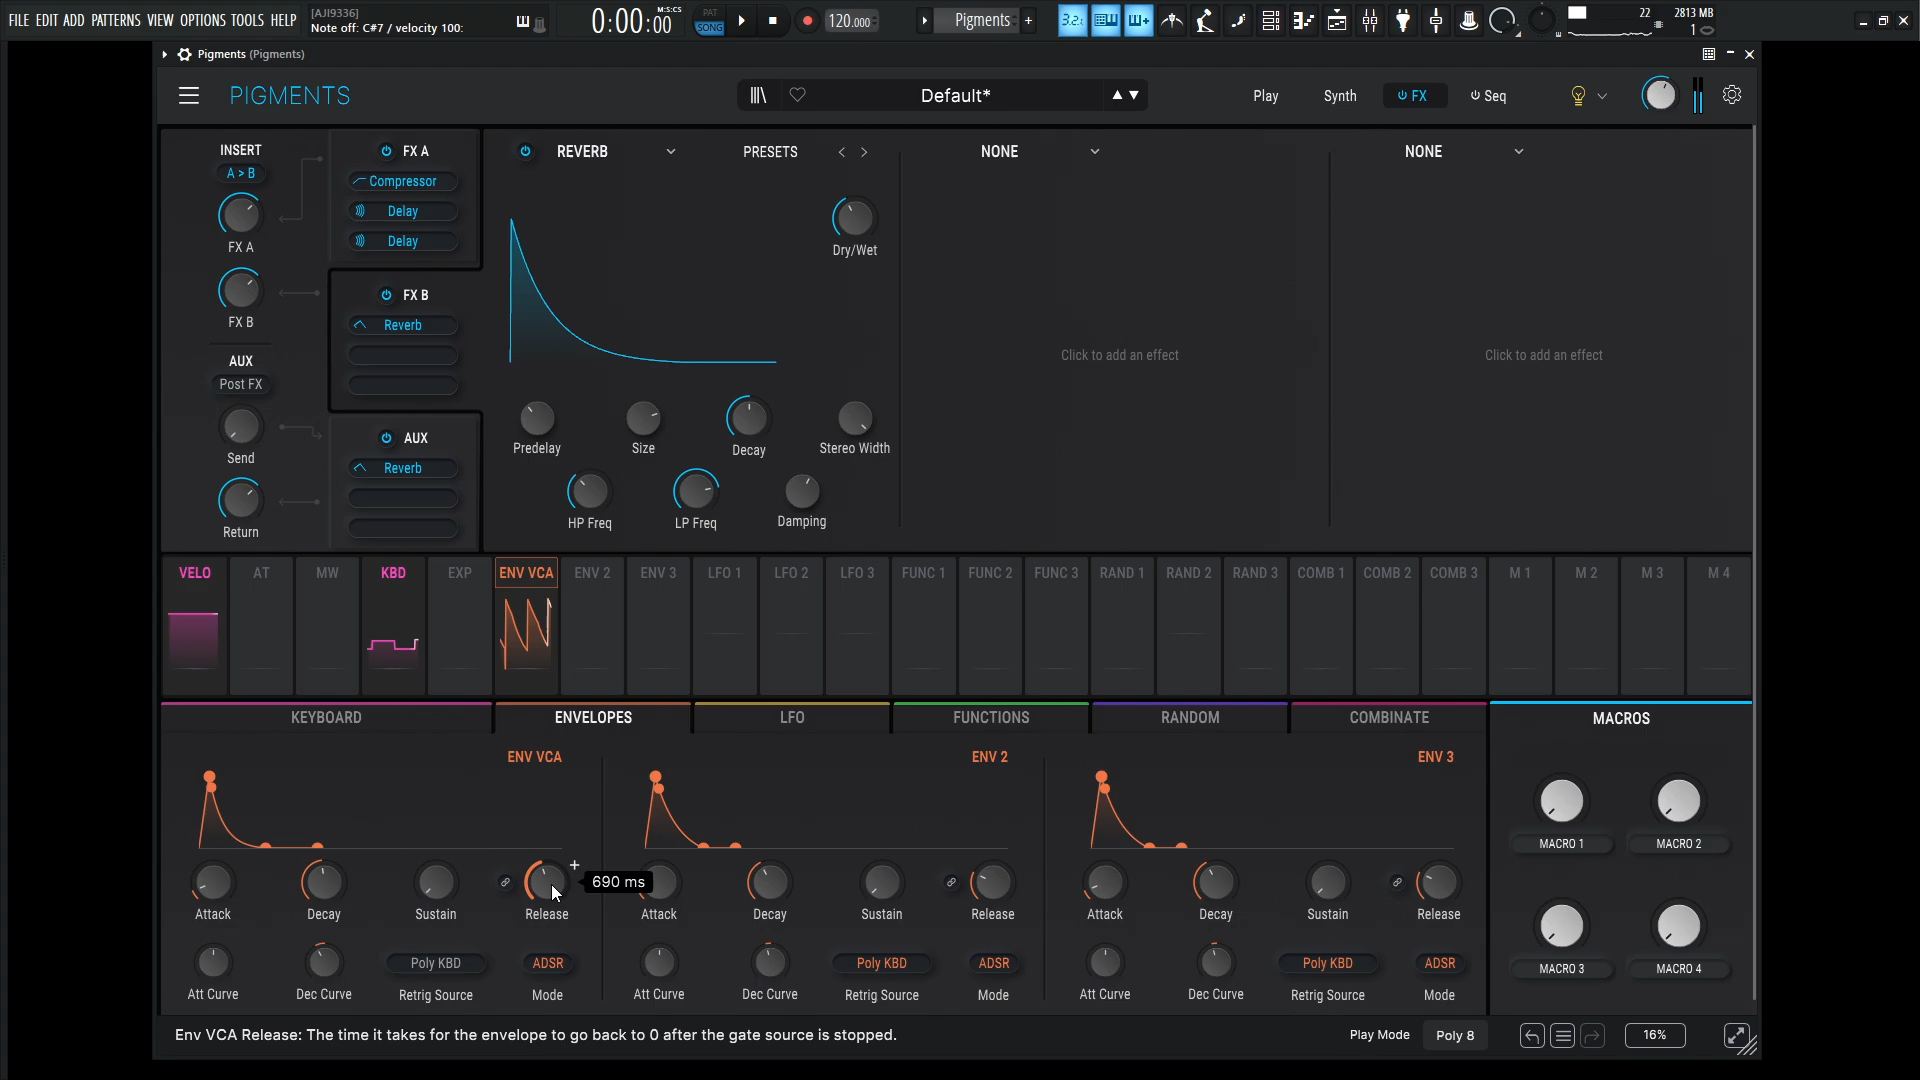 FILE EDIT ADD PATTERNS VIEW OPTIONS TOOLS HELP
[AJI9336]
Note off: C#7 / velocity 100:
0:00:00
M:S:CS
PAT
SONG
120.000
Pigments
3.2.
22
2813 MB
1
Pigments (Pigments)
PIGMENTS
Default*
Play
Synth
FX
Seq
INSERT
A > B
FX A
FX B
AUX
Post FX
Send
Return
FX A
Compressor
Delay
Delay
FX B
Reverb
AUX
Reverb
REVERB
PRESETS
Dry/Wet
Predelay
Size
Decay
Stereo Width
HP Freq
LP Freq
Damping
NONE
Click to add an effect
NONE
Click to add an effect
VELO
AT
MW
KBD
EXP
ENV VCA
ENV 2
ENV 3
LFO 1
LFO 2
LFO 3
FUNC 1
FUNC 2
FUNC 3
RAND 1
RAND 2
RAND 3
COMB 1
COMB 2
COMB 3
M 1
M 2
M 3
M 4
KEYBOARD
ENVELOPES
LFO
FUNCTIONS
RANDOM
COMBINATE
MACROS
ENV VCA
Attack
Decay
Sustain
Release
690 ms
Att Curve
Dec Curve
Poly KBD
Retrig Source
ADSR
Mode
ENV 2
Attack
Decay
Sustain
Release
Att Curve
Dec Curve
Poly KBD
Retrig Source
ADSR
Mode
ENV 3
Attack
Decay
Sustain
Release
Att Curve
Dec Curve
Poly KBD
Retrig Source
ADSR
Mode
MACRO 1
MACRO 2
MACRO 3
MACRO 4
Env VCA Release: The time it takes for the envelope to go back to 0 after the gate source is stopped.
Play Mode
Poly 8
16%